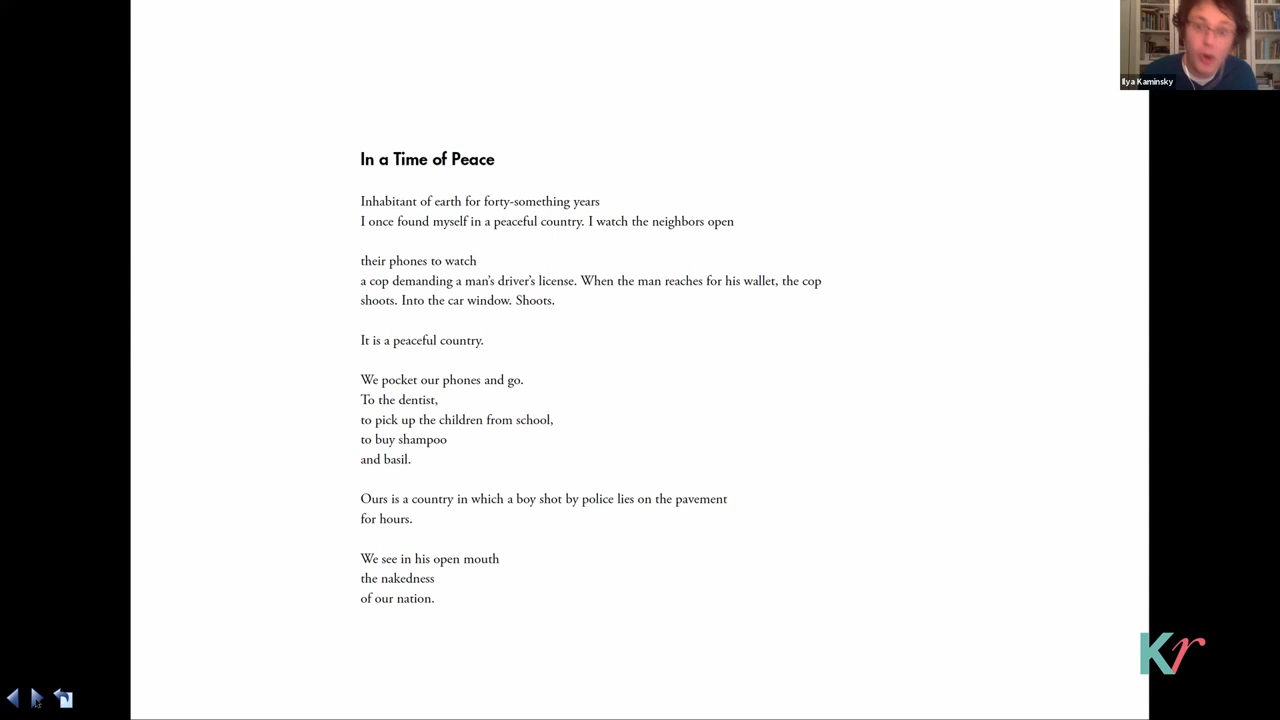 Ilya Kaminsky
In a Time of Peace
Inhabitant of earth for forty-something years
I once found myself in a peaceful country. I watch the neighbors open
their phones to watch
a cop demanding a man's driver's license. When the man reaches for his wallet, the cop
shoots. Into the car window. Shoots.
It is a peaceful country.
We pocket our phones and go.
To the dentist,
to pick up the children from school,
to buy shampoo
and basil.
Ours is a country in which a boy shot by police lies on the pavement
for hours.
We see in his open mouth
the nakedness
of our nation.
Kr